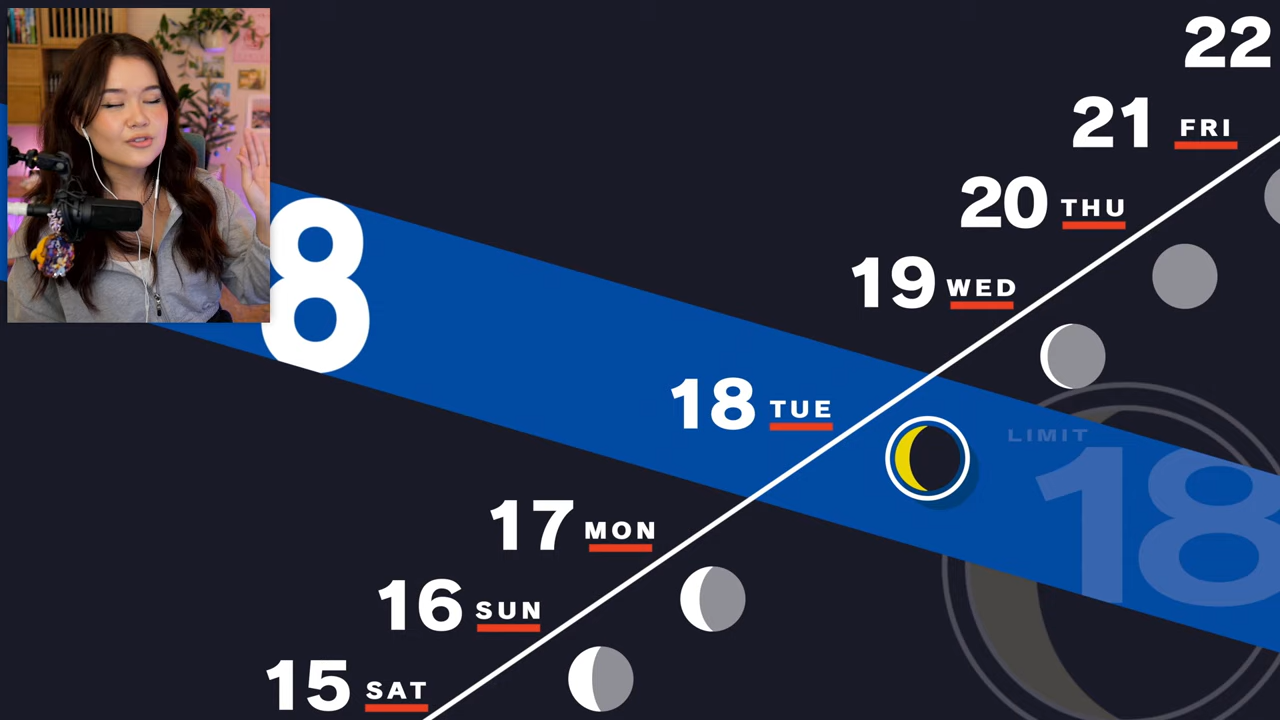 22
21 FRI
20 THU
19 WED
8
18 TUE
LIMIT
18
17 MON
16 SUN
15 SAT